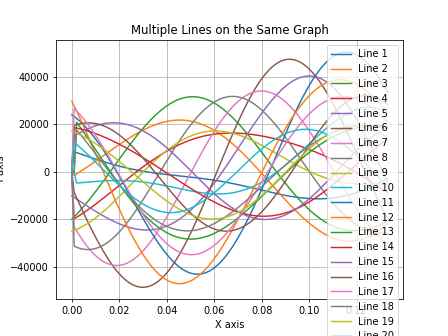 Multiple Lines on the Same Graph
40000
20000
0
−20000
−40000
0.00 0.02 0.04 0.06 0.08 0.10
X axis
axis
Line 1
Line 2
Line 3
Line 4
Line 5
Line 6
Line 7
Line 8
Line 9
Line 10
Line 11
Line 12
Line 13
Line 14
Line 15
Line 16
Line 17
Line 18
Line 19
Line 20